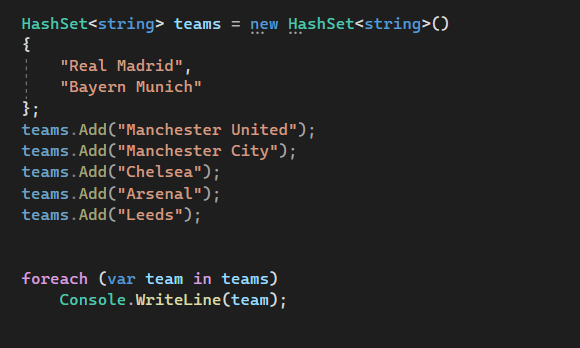 HashSet<string> teams = new HashSet<string>()
{
    "Real Madrid",
    "Bayern Munich"
};
teams.Add("Manchester United");
teams.Add("Manchester City");
teams.Add("Chelsea");
teams.Add("Arsenal");
teams.Add("Leeds");
foreach (var team in teams)
    Console.WriteLine(team);